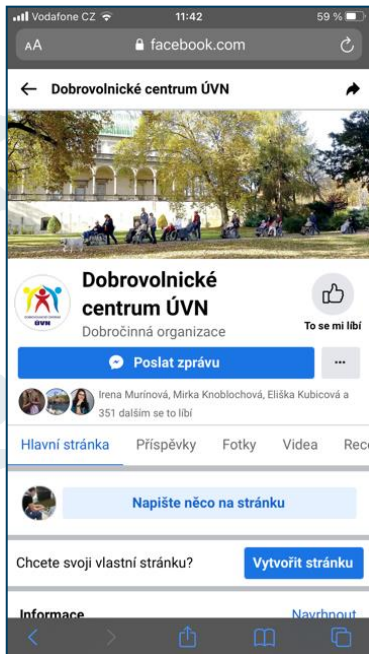 Vodafone CZ 11:42 59 %
AA facebook.com
Dobrovolnické centrum ÚVN
Dobrovolnické
centrum ÚVN
Dobročinná organizace
To se mi líbí
ÚVN
Poslat zprávu
Irena Murínová, Mirka Knoblochová, Eliška Kubicová a
351 dalším se to líbí
Hlavní stránka Příspěvky Fotky Videa Rece
Napište něco na stránku
Chcete svoji vlastní stránku? Vytvořit stránku
Informace Navrhnout